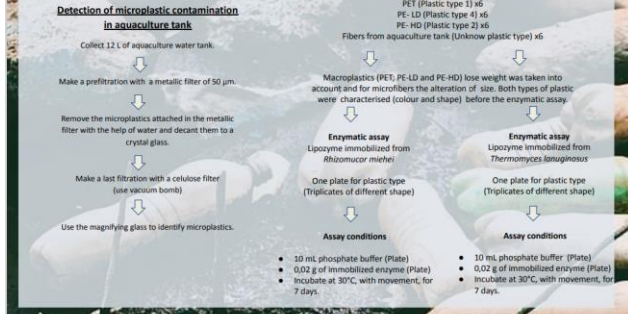 Detection of microplastic contamination
in aquaculture tank
Collect 12 L of aquaculture water tank.
Make a prefiltration with a metallic filter of 50 μm.
Remove the microplastics attached in the metallic
filter with the help of water and decant them to a
crystal glass.
Make a last filtration with a celulose filter
(use vacuum bomb)
Use the magnifying glass to identify microplastics.
PET (Plastic type 1) x6
PE- LD (Plastic type 4) x6
PE- HD (Plastic type 2) x6
Fibers from aquaculture tank (Unknow plastic type) x6
Macroplastics (PET; PE-LD and PE-HD) lose weight was taken into
account and for microfibers the alteration of size. Both types of plastic
were characterised (colour and shape) before the enzymatic assay.
Enzymatic assay
Lipozyme immobilized from
Rhizomucor miehei
One plate for plastic type
(Triplicates of different shape)
Assay conditions
● 10 mL phosphate buffer (Plate)
● 0,02 g of immobilized enzyme (Plate)
● Incubate at 30°C, with movement, for
7 days.
Enzymatic assay
Lipozyme immobilized from
Thermomyces lanuginosus
One plate for plastic type
(Triplicates of different shape)
Assay conditions
● 10 mL phosphate buffer (Plate)
● 0,02 g of immobilized enzyme (Plate)
● Incubate at 30°C, with movement, for
7 days.